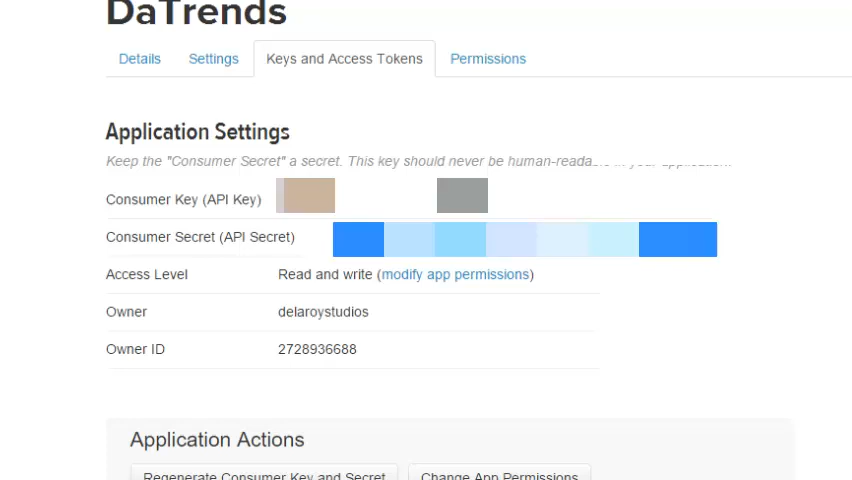 DaTrends
Details Settings Keys and Access Tokens Permissions
Application Settings
Keep the "Consumer Secret" a secret. This key should never be human-readable in your application.
Consumer Key (API Key)
Consumer Secret (API Secret)
Access Level Read and write (modify app permissions)
Owner delaroystudios
Owner ID 2728936688
Application Actions
Regenerate Consumer Key and Secret Change App Permissions